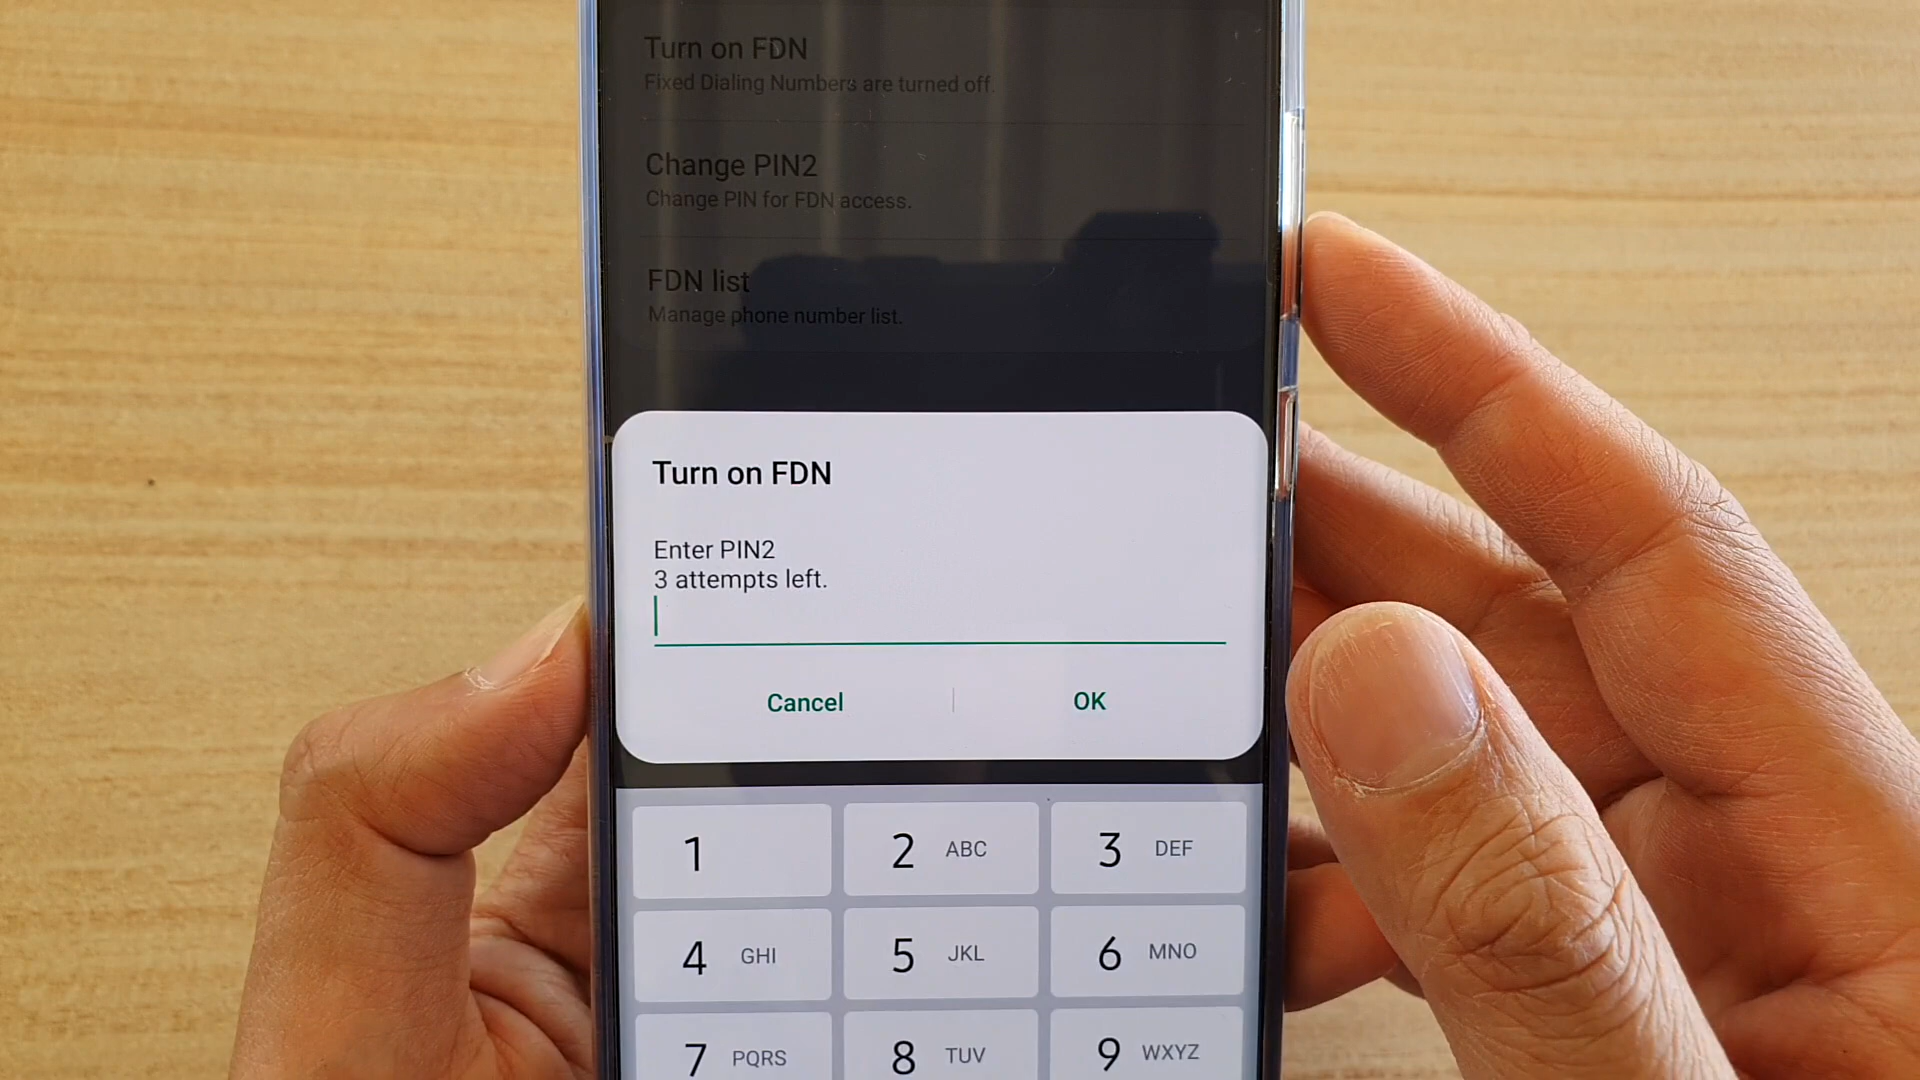 Turn on FDN
Fixed Dialing Numbers are turned off.
Change PIN2
Change PIN for FDN access.
FDN list
Manage phone number list.
Turn on FDN
Enter PIN2
3 attempts left.
Cancel OK
1 2 ABC 3 DEF
4 GHI 5 JKL 6 MNO
7 PQRS 8 TUV 9 WXYZ